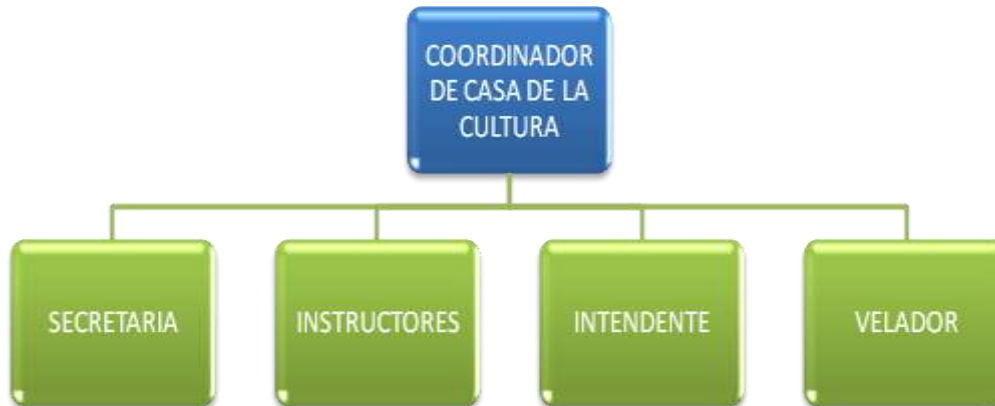 COORDINADOR
DE CASA DE LA
CULTURA
SECRETARIA
INSTRUCTORES
INTENDENTE
VELADOR